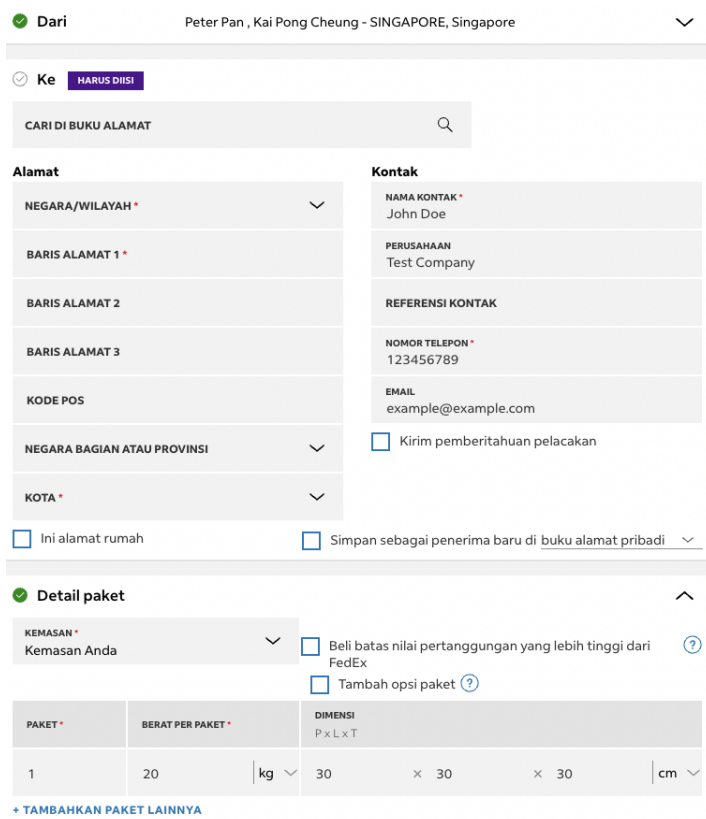 Dari
Peter Pan , Kai Pong Cheung - SINGAPORE, Singapore
Ke
HARUS DIISI
CARI DI BUKU ALAMAT
Alamat
NEGARA/WILAYAH *
BARIS ALAMAT 1 *
BARIS ALAMAT 2
BARIS ALAMAT 3
KODE POS
NEGARA BAGIAN ATAU PROVINSI
KOTA *
Ini alamat rumah
Kontak
NAMA KONTAK *
John Doe
PERUSAHAAN
Test Company
REFERENSI KONTAK
NOMOR TELEPON *
123456789
EMAIL
example@example.com
Kirim pemberitahuan pelacakan
Simpan sebagai penerima baru di buku alamat pribadi
Detail paket
KEMASAN *
Kemasan Anda
Beli batas nilai pertanggungan yang lebih tinggi dari
FedEx
?
Tambah opsi paket ?
PAKET * BERAT PER PAKET * DIMENSI
P x L x T
1 20 kg 30 × 30 × 30 cm
+ TAMBAHKAN PAKET LAINNYA